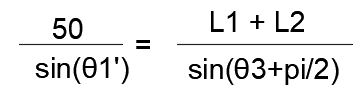 50 / sin(θ1') = L1 + L2 / sin(θ3+pi/2)